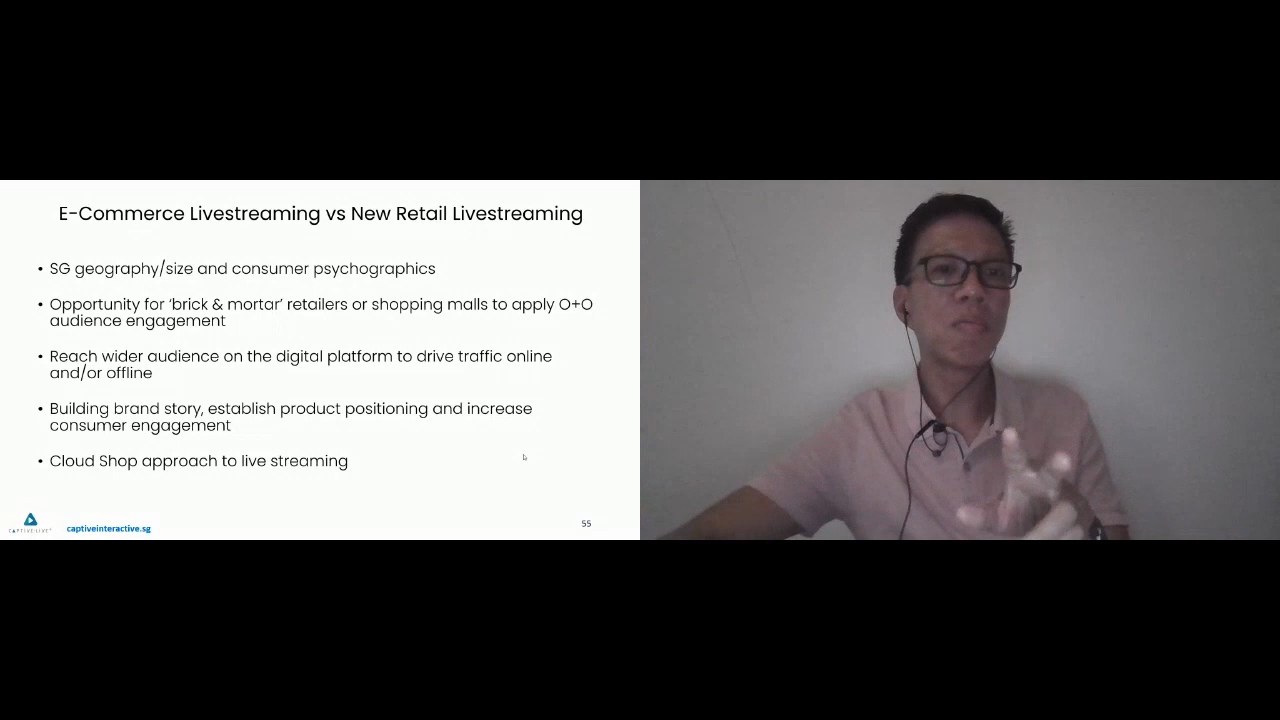 E-Commerce Livestreaming vs New Retail Livestreaming
• SG geography/size and consumer psychographics
• Opportunity for ‘brick & mortar’ retailers or shopping malls to apply O+O
audience engagement
• Reach wider audience on the digital platform to drive traffic online
and/or offline
• Building brand story, establish product positioning and increase
consumer engagement
• Cloud Shop approach to live streaming
CAPTIVE-LIVE
captiveinteractive.sg
55